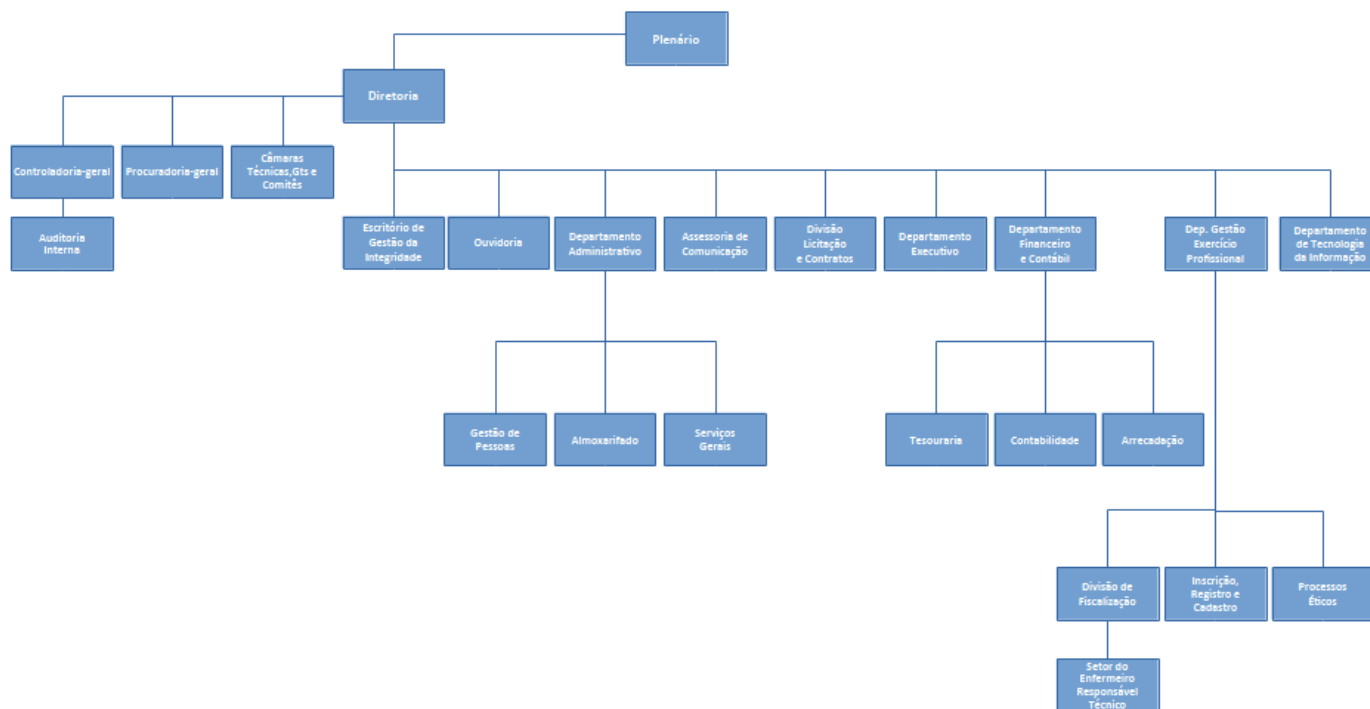 Plenário
Diretoria
Controladoria-geral
Procuradoria-geral
Câmaras
Técnicas,Gts e
Comitês
Auditoria
Interna
Escritório de
Gestão da
Integridade
Ouvidoria
Departamento
Administrativo
Assessoria de
Comunicação
Divisão
Licitação
e Contratos
Departamento
Executivo
Departamento
Financeiro
e Contábil
Dep. Gestão
Exercício
Profissional
Departamento
de Tecnologia
da Informação
Gestão de
Pessoas
Almoxarifado
Serviços
Gerais
Tesouraria
Contabilidade
Arrecadação
Divisão de
Fiscalização
Inscrição,
Registro e
Cadastro
Processos
Éticos
Setor do
Enfermeiro
Responsável
Técnico